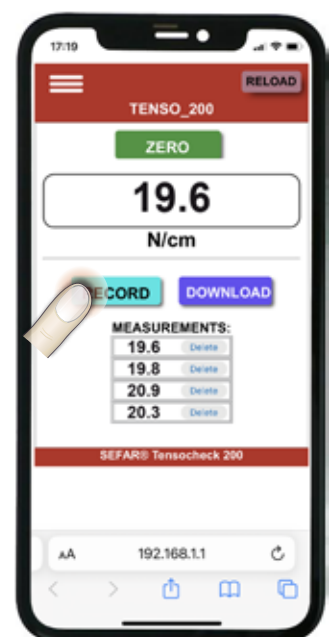 17:19
RELOAD
TENSO_200
ZERO
19.6
N/cm
ECORD DOWNLOAD
MEASUREMENTS:
19.6 Delete
19.8 Delete
20.9 Delete
20.3 Delete
SEFAR® Tensocheck 200
AA 192.168.1.1